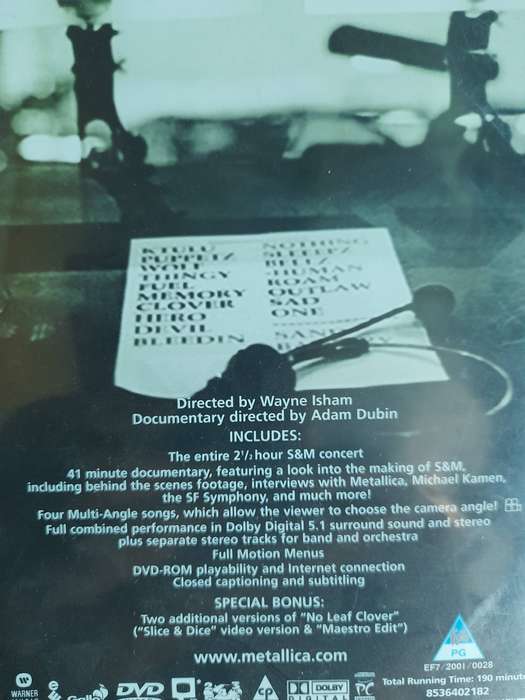 KTULU
PUPPETZ
WOLF
THINGY
FUEL
MEMORY
CLOVER
HERO
DEVIL
BLEEDIN
NOTHING
SLEEPZ
BELLZ
-HUMAN
ROAM
OUTLAW
SAD
ONE
Directed by Wayne Isham
Documentary directed by Adam Dubin
INCLUDES:
The entire 2½ hour S&M concert
41 minute documentary, featuring a look into the making of S&M,
including behind the scenes footage, interviews with Metallica, Michael Kamen,
the SF Symphony, and much more!
Four Multi-Angle songs, which allow the viewer to choose the camera angle!
Full combined performance in Dolby Digital 5.1 surround sound and stereo
plus separate stereo tracks for band and orchestra
Full Motion Menus
DVD-ROM playability and Internet connection
Closed captioning and subtitling
SPECIAL BONUS:
Two additional versions of "No Leaf Clover"
("Slice & Dice" video version & "Maestro Edit")
www.metallica.com
PG
EF7/2001/0028
Total Running Time: 190 minute
8536402182
WARNER
DVD
DOLBY
DIGITAL